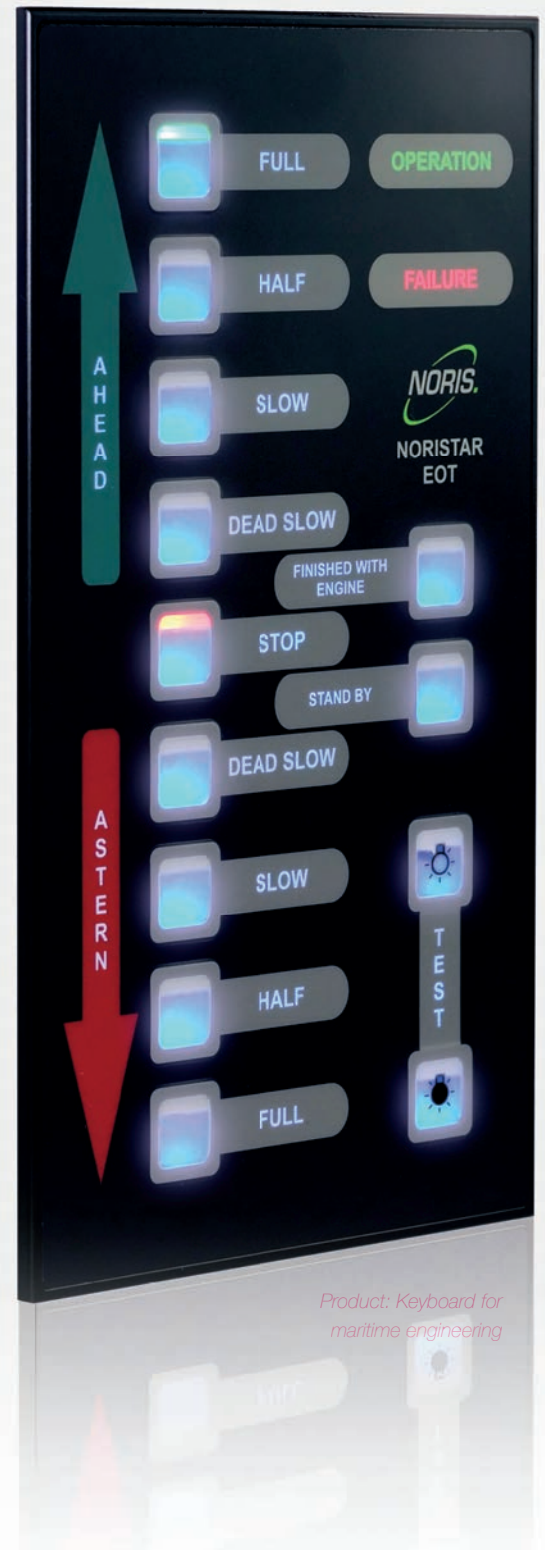 FULL
OPERATION
HALF
FAILURE
AHEAD
SLOW
NORIS.
NORISTAR
EOT
DEAD SLOW
FINISHED WITH
ENGINE
STOP
STAND BY
DEAD SLOW
ASTERN
SLOW
TEST
HALF
FULL
Product: Keyboard for
maritime engineering